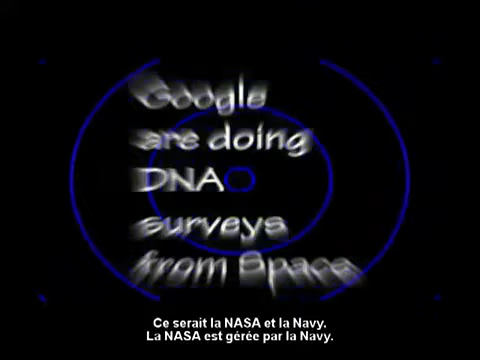 Google
are doing
DNA
surveys
from Space
Ce serait la NASA et la Navy.
La NASA est gérée par la Navy.